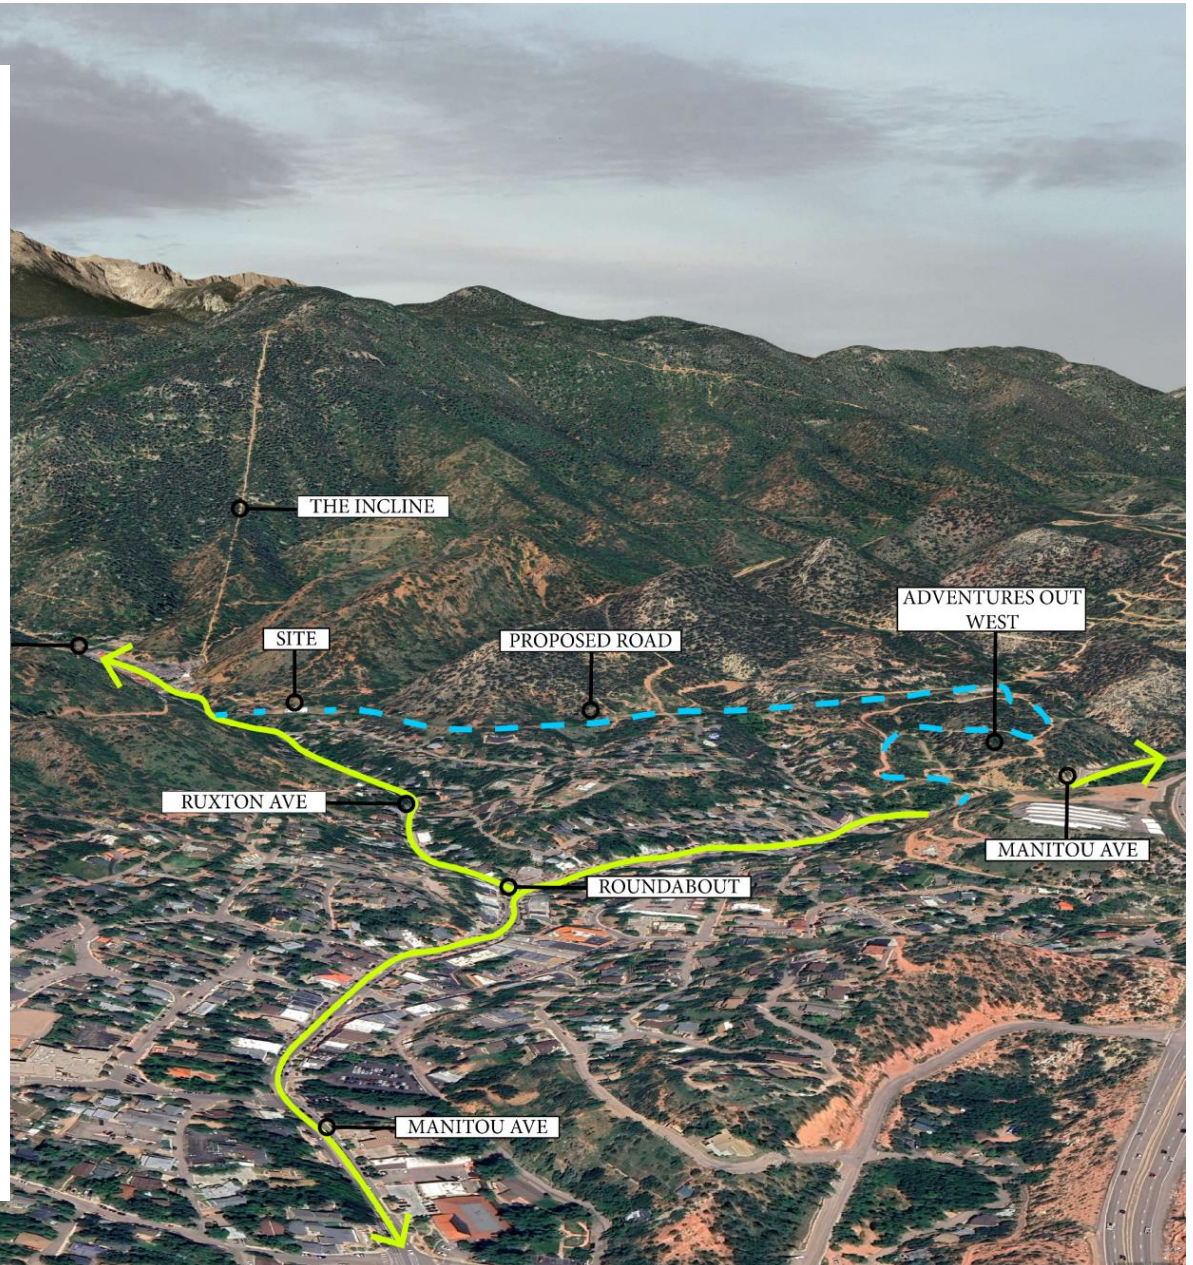 THE INCLINE
ADVENTURES OUT
WEST
SITE
PROPOSED ROAD
RUXTON AVE
MANITOU AVE
ROUNDABOUT
MANITOU AVE